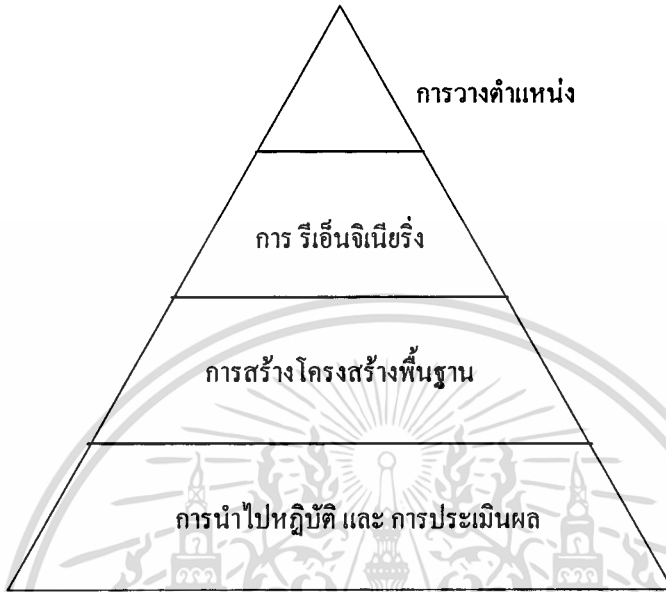 การวางตำแหน่ง
การ รีเอ็นจิเนียริ่ง
การสร้างโครงสร้างพื้นฐาน
การนำไปหฏิบัติ และ การประเมินผล